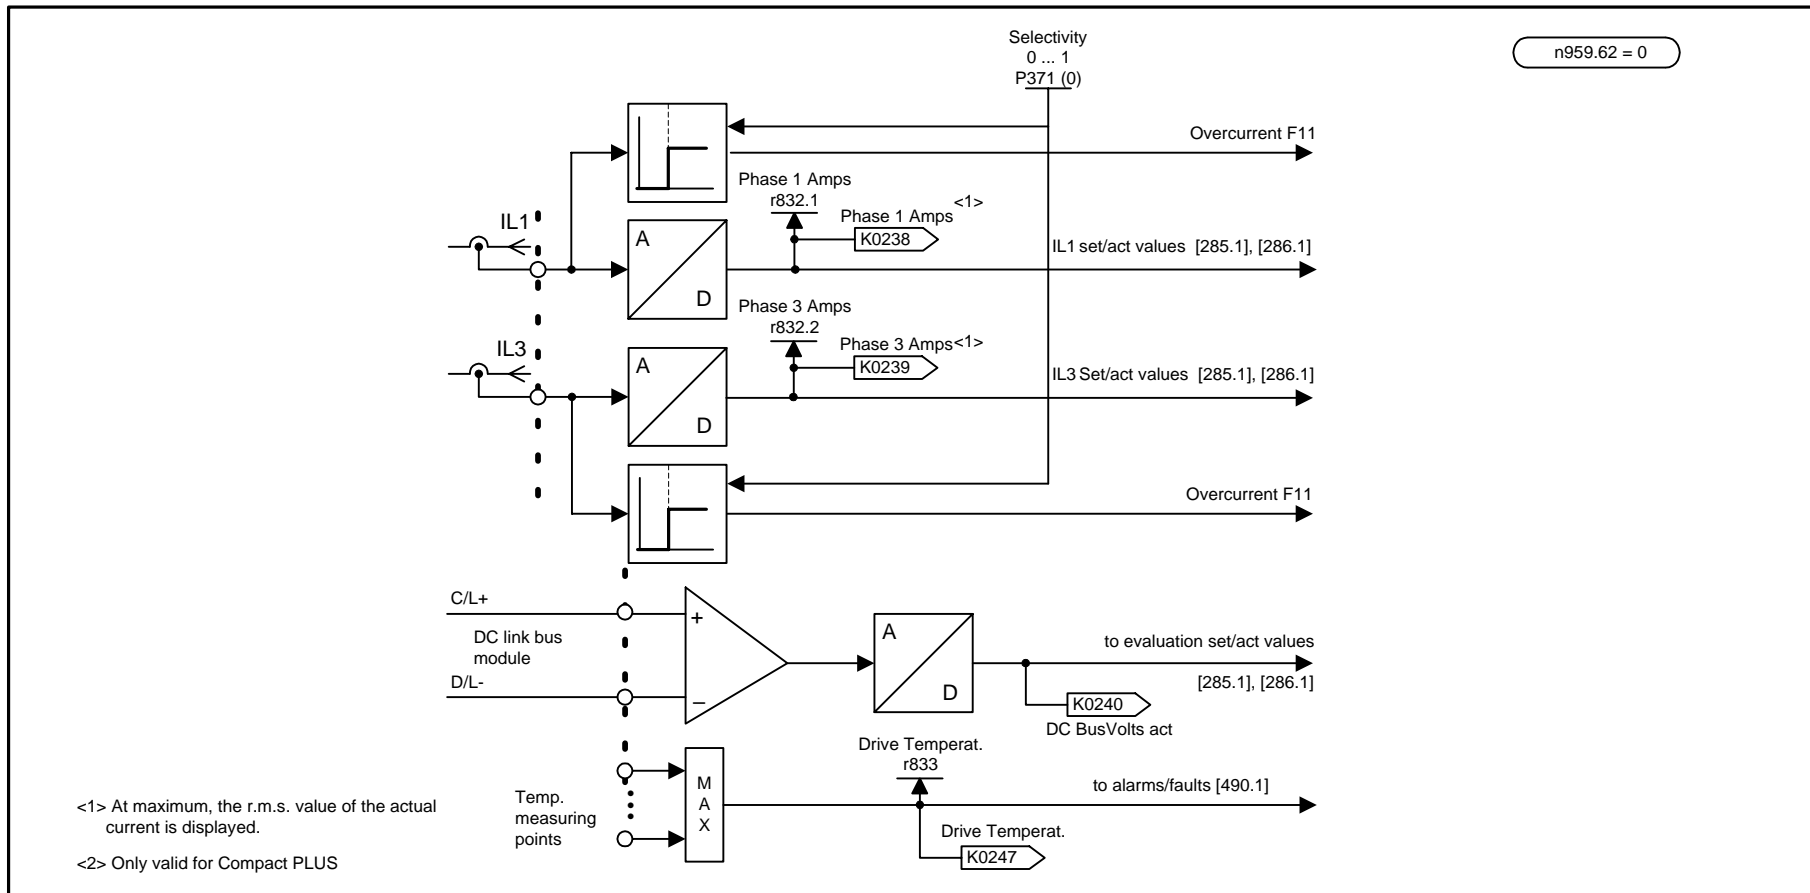 Selectivity
0 ... 1
P371 (0)
n959.62 = 0
Overcurrent F11
Phase 1 Amps
r832.1
<1>
Phase 1 Amps
K0238
IL1
A
D
IL1 set/act values [285.1], [286.1]
Phase 3 Amps
r832.2
Phase 3 Amps<1>
K0239
IL3
A
D
IL3 Set/act values [285.1], [286.1]
Overcurrent F11
C/L+
+
DC link bus
module
D/L-
–
A
D
to evaluation set/act values
[285.1], [286.1]
K0240
DC BusVolts act
Drive Temperat.
r833
to alarms/faults [490.1]
Temp.
measuring
points
M
A
X
Drive Temperat.
K0247
<1> At maximum, the r.m.s. value of the actual
current is displayed.
<2> Only valid for Compact PLUS